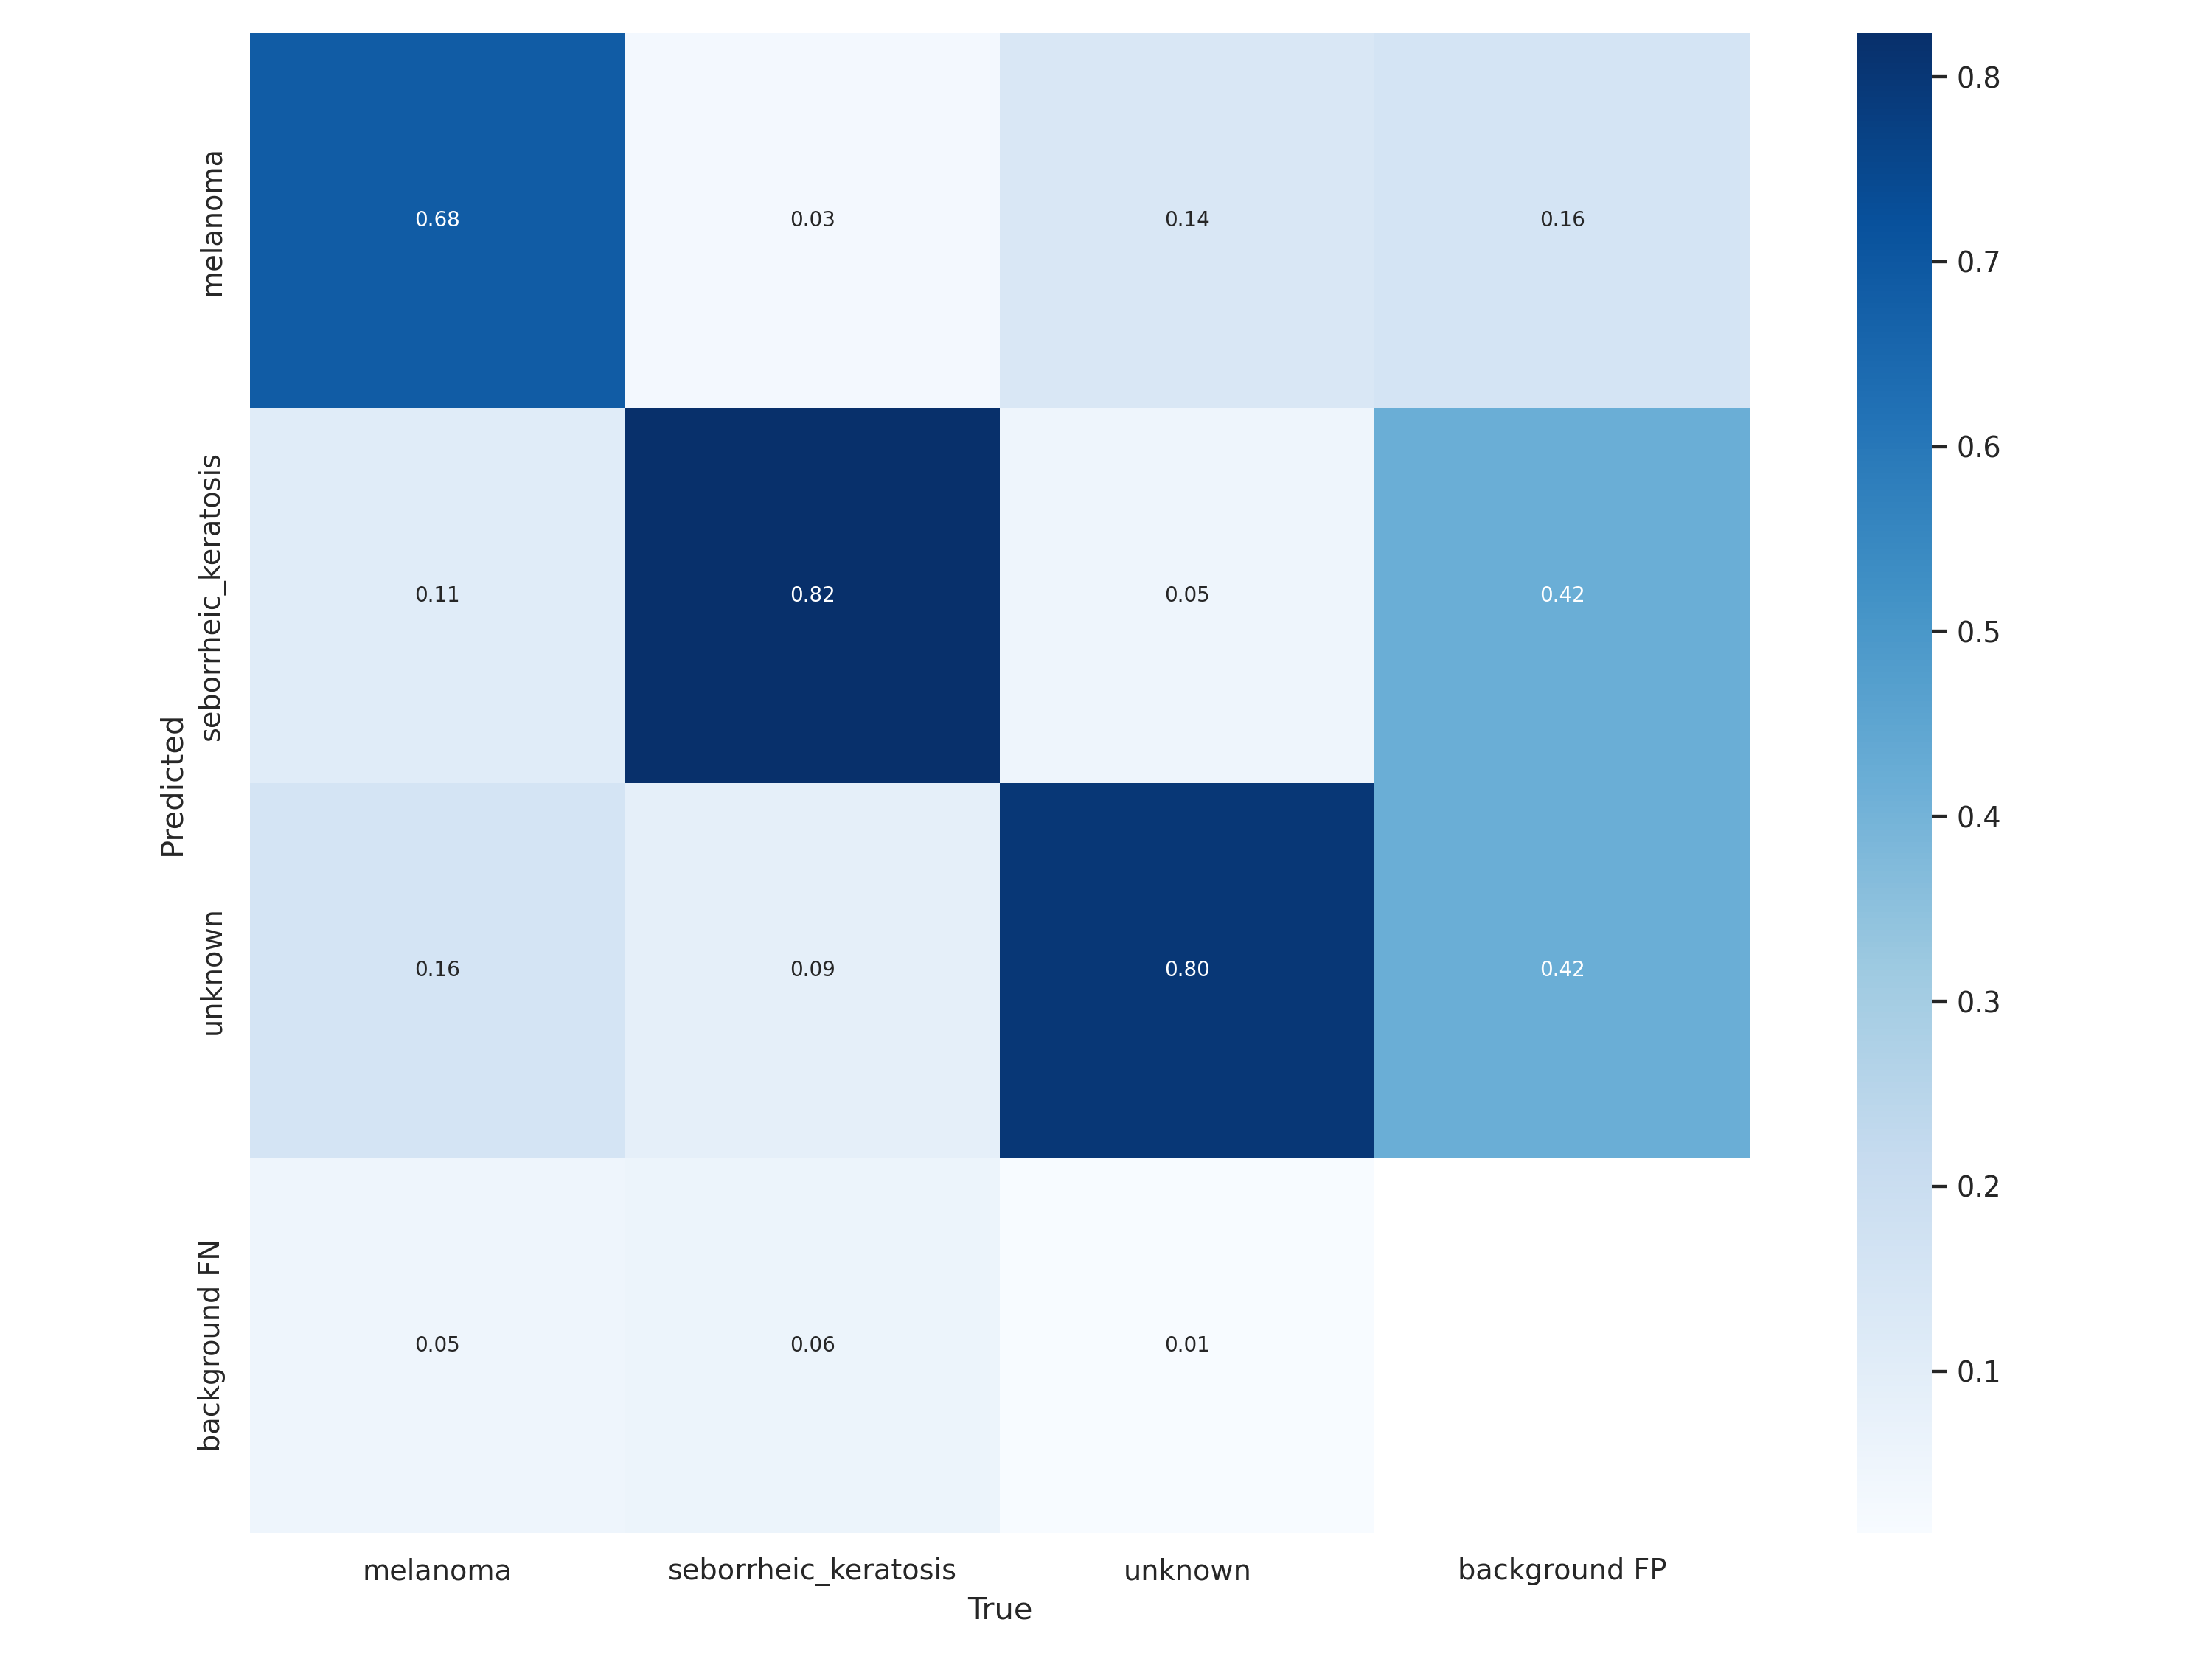 Predicted
melanoma
0.68
0.03
0.14
0.16
seborrheic_keratosis
0.11
0.82
0.05
0.42
unknown
0.16
0.09
0.80
0.42
background FN
0.05
0.06
0.01
melanoma
seborrheic_keratosis
unknown
background FP
True
0.8
0.7
0.6
0.5
0.4
0.3
0.2
0.1